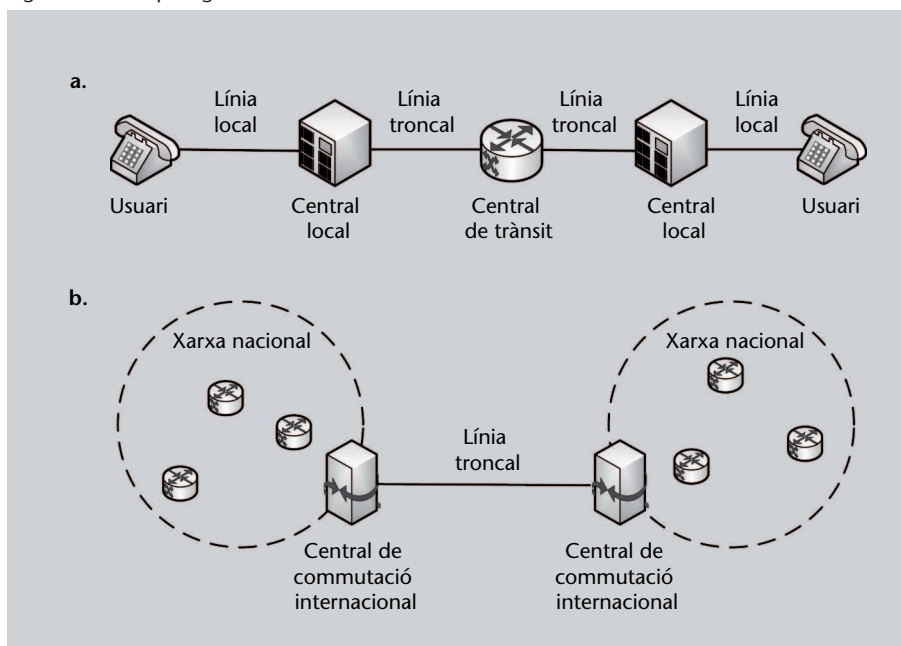 a.
Línia
local
Línia
troncal
Línia
troncal
Línia
local
Usuari
Central
local
Central
de trànsit
Central
local
Usuari
b.
Xarxa nacional
Xarxa nacional
Línia
troncal
Central de
commutació
internacional
Central de
commutació
internacional